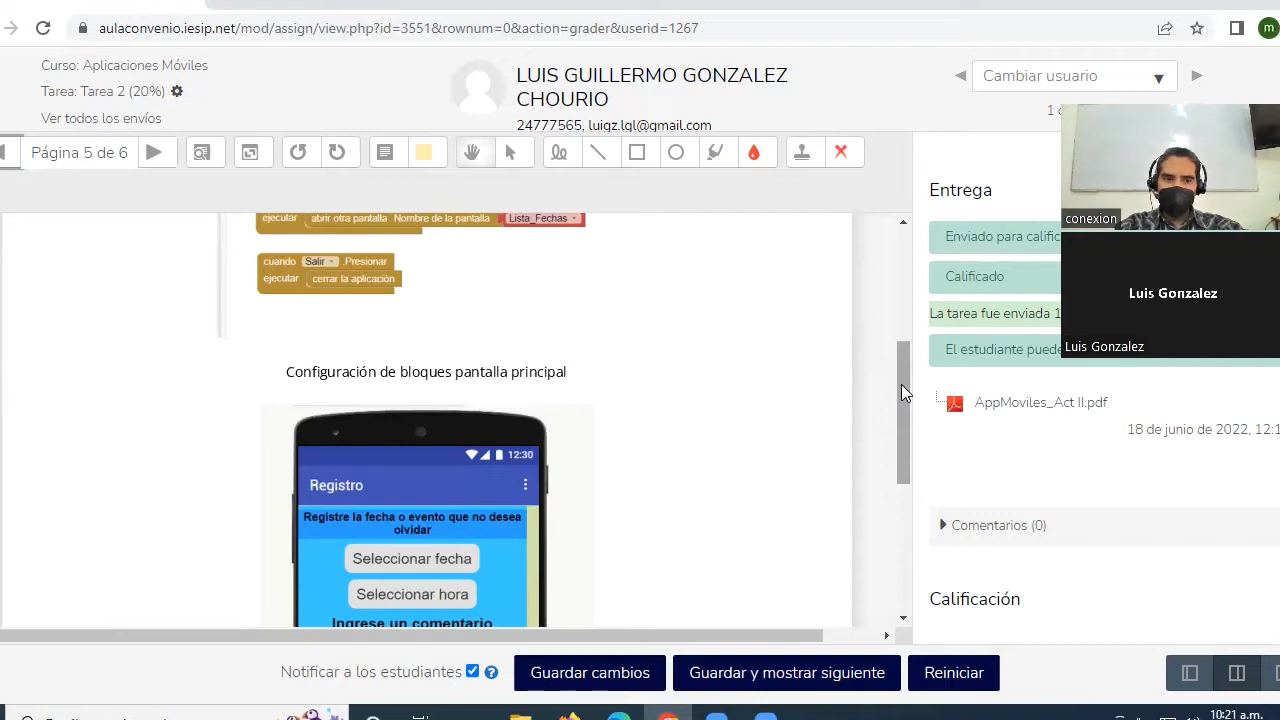 aulaconvenio.iesip.net/mod/assign/view.php?id=3551&rownum=0&action=grader&userid=1267
m
Curso: Aplicaciones Móviles
Tarea: Tarea 2 (20%)
Ver todos los envíos
LUIS GUILLERMO GONZALEZ
CHOURIO
24777565, luigz.lgl@gmail.com
Cambiar usuario
1
Página 5 de 6
ejecutar abrir otra pantalla Nombre de la pantalla Lista_Fechas
cuando Salir .Presionar
ejecutar cerrar la aplicación
Configuración de bloques pantalla principal
12:30
Registro
Registre la fecha o evento que no desea
olvidar
Seleccionar fecha
Seleccionar hora
Ingrese un comentario
Entrega
Enviado para calific
Calificado
La tarea fue enviada 1
El estudiante puede
conexion
Luis Gonzalez
Luis Gonzalez
AppMoviles_Act II.pdf
18 de junio de 2022, 12:1
Comentarios (0)
Calificación
Notificar a los estudiantes
Guardar cambios
Guardar y mostrar siguiente
Reiniciar
10:21 a.m.